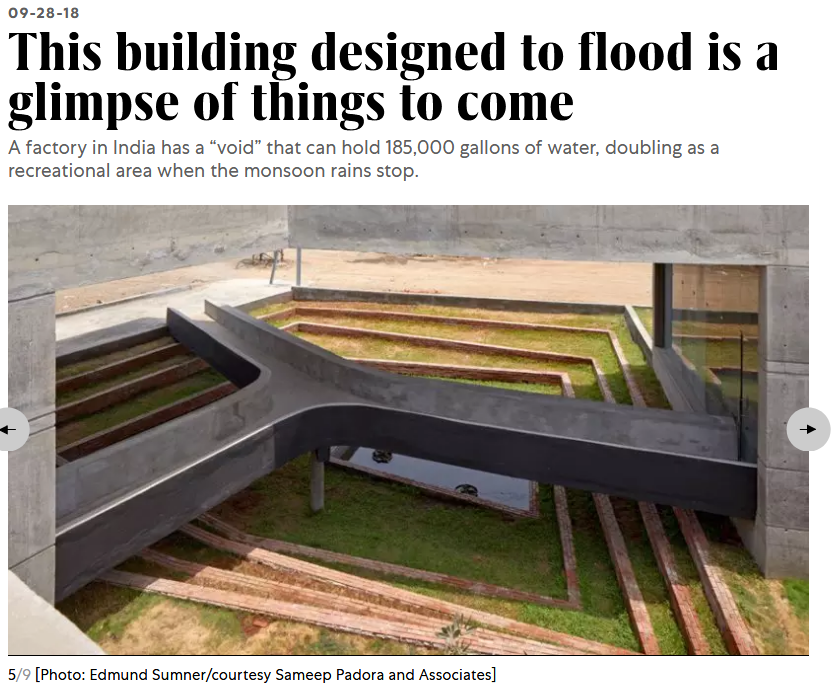 09-28-18
This building designed to flood is a
glimpse of things to come
A factory in India has a “void” that can hold 185,000 gallons of water, doubling as a
recreational area when the monsoon rains stop.
5/9 [Photo: Edmund Sumner/courtesy Sameep Padora and Associates]